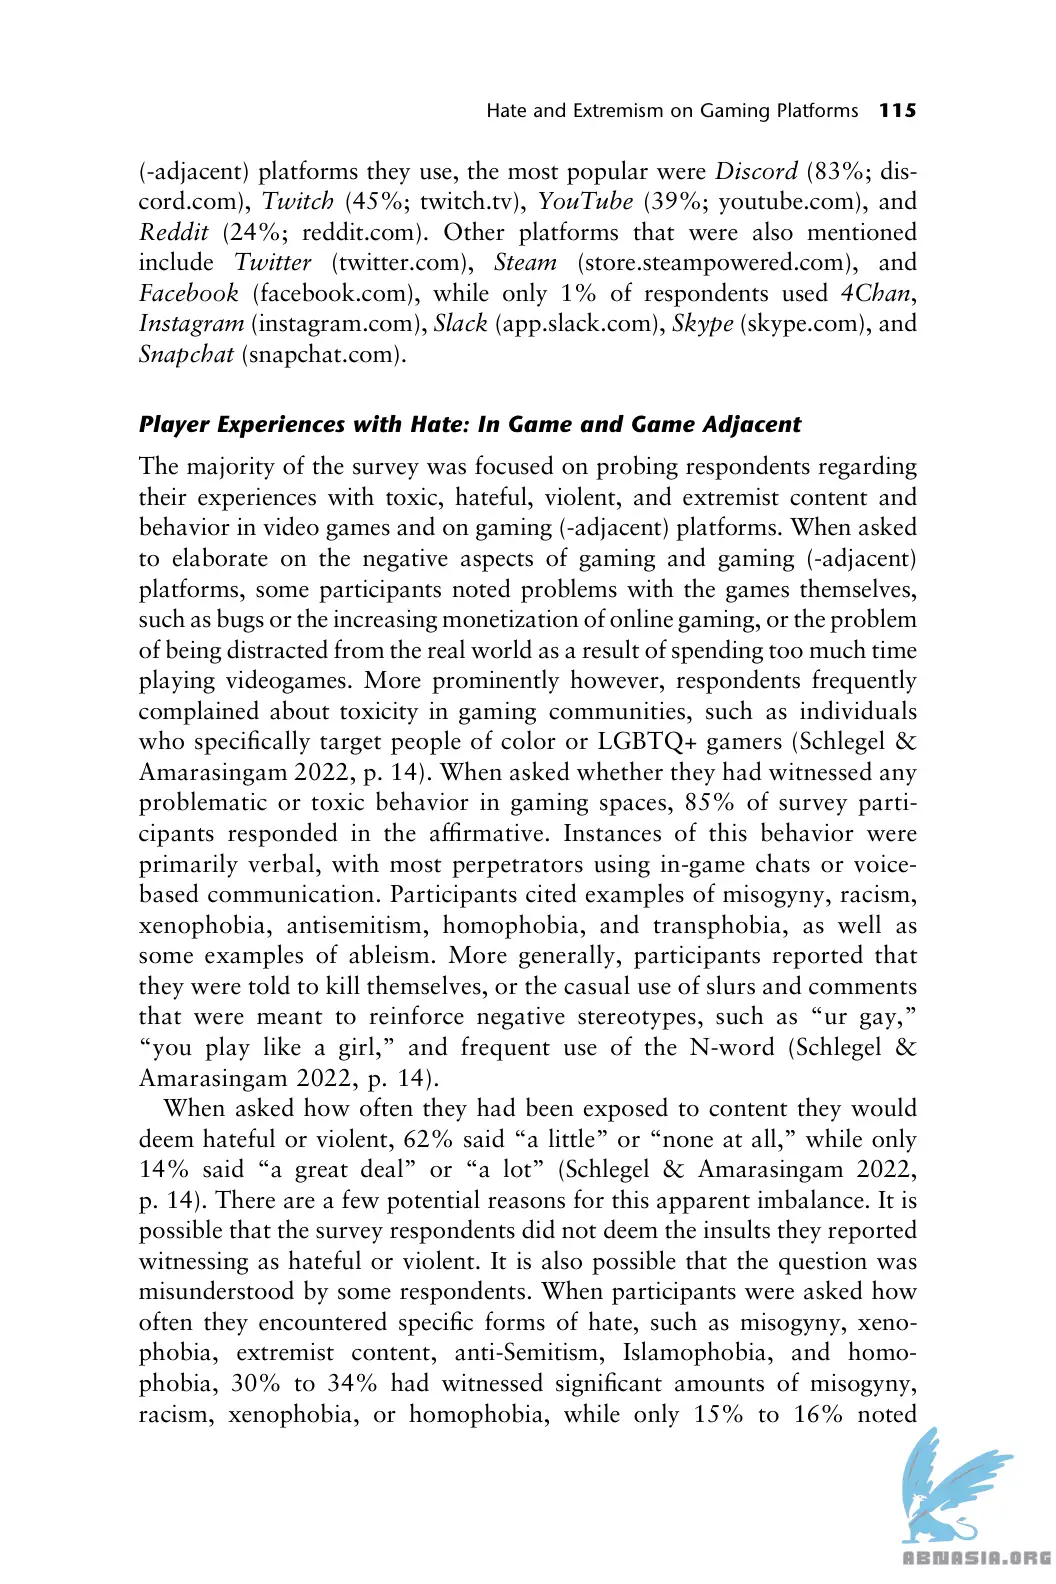 Hate and Extremism on Gaming Platforms 115
(-adjacent) platforms they use, the most popular were Discord (83%; dis-
cord.com), Twitch (45%; twitch.tv), YouTube (39%; youtube.com), and
Reddit (24%; reddit.com). Other platforms that were also mentioned
include Twitter (twitter.com), Steam (store.steampowered.com), and
Facebook (facebook.com), while only 1% of respondents used 4Chan,
Instagram (instagram.com), Slack (app.slack.com), Skype (skype.com), and
Snapchat (snapchat.com).
Player Experiences with Hate: In Game and Game Adjacent
The majority of the survey was focused on probing respondents regarding
their experiences with toxic, hateful, violent, and extremist content and
behavior in video games and on gaming (-adjacent) platforms. When asked
to elaborate on the negative aspects of gaming and gaming (-adjacent)
platforms, some participants noted problems with the games themselves,
such as bugs or the increasing monetization of online gaming, or the problem
of being distracted from the real world as a result of spending too much time
playing videogames. More prominently however, respondents frequently
complained about toxicity in gaming communities, such as individuals
who specifically target people of color or LGBTQ+ gamers (Schlegel &
Amarasingam 2022, p. 14). When asked whether they had witnessed any
problematic or toxic behavior in gaming spaces, 85% of survey parti-
cipants responded in the affirmative. Instances of this behavior were
primarily verbal, with most perpetrators using in-game chats or voice-
based communication. Participants cited examples of misogyny, racism,
xenophobia, antisemitism, homophobia, and transphobia, as well as
some examples of ableism. More generally, participants reported that
they were told to kill themselves, or the casual use of slurs and comments
that were meant to reinforce negative stereotypes, such as “ur gay,”
“you play like a girl,” and frequent use of the N-word (Schlegel &
Amarasingam 2022, p. 14).
When asked how often they had been exposed to content they would
deem hateful or violent, 62% said “a little” or “none at all,” while only
14% said “a great deal” or “a lot” (Schlegel & Amarasingam 2022,
p. 14). There are a few potential reasons for this apparent imbalance. It is
possible that the survey respondents did not deem the insults they reported
witnessing as hateful or violent. It is also possible that the question was
misunderstood by some respondents. When participants were asked how
often they encountered specific forms of hate, such as misogyny, xeno-
phobia, extremist content, anti-Semitism, Islamophobia, and homo-
phobia, 30% to 34% had witnessed significant amounts of misogyny,
racism, xenophobia, or homophobia, while only 15% to 16% noted
ABNASIA.ORG